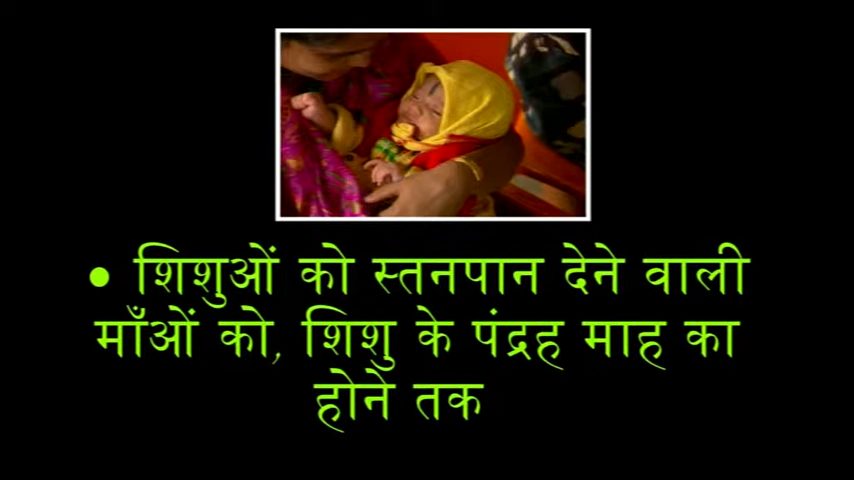 • शिशुओं को स्तनपान देने वाली
माँओं को, शिशु के पंद्रह माह का
होने तक